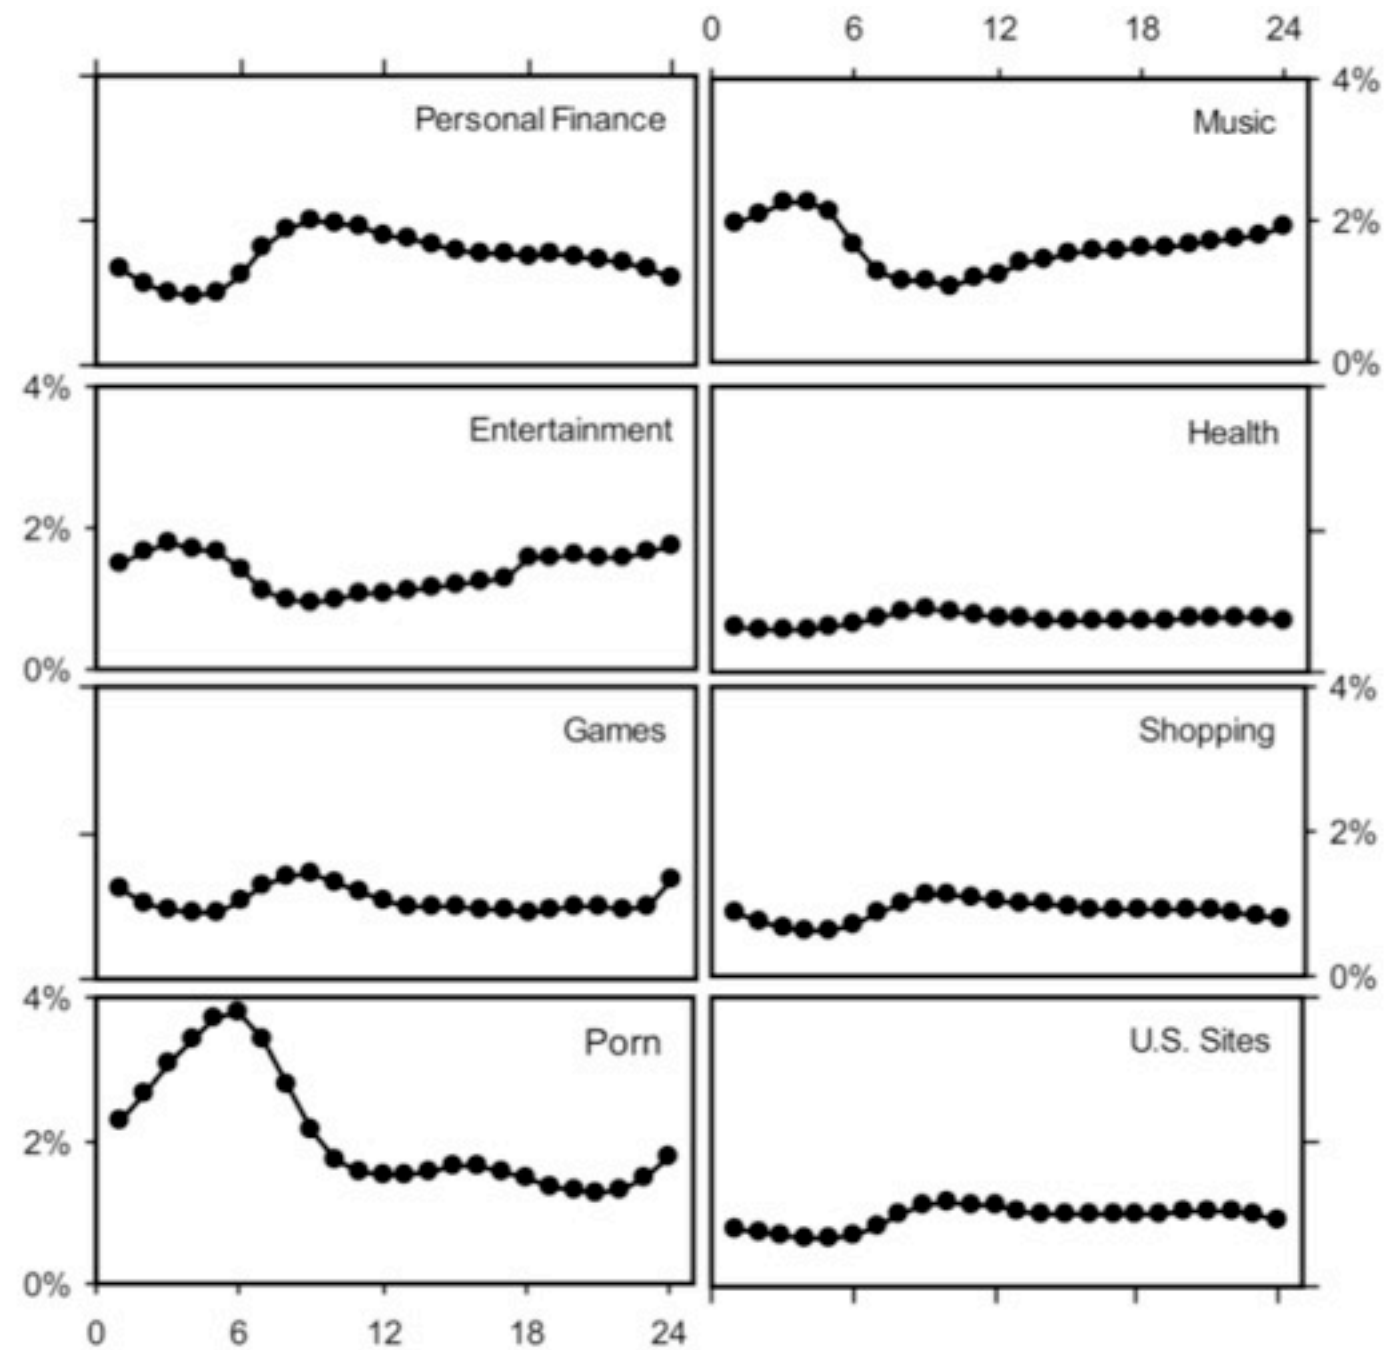 0 6 12 18 24
Personal Finance
Music
4%
2%
0%
4%
2%
0%
Entertainment
Health
Games
Shopping
4%
2%
0%
4%
2%
0%
Porn
U.S. Sites
0 6 12 18 24